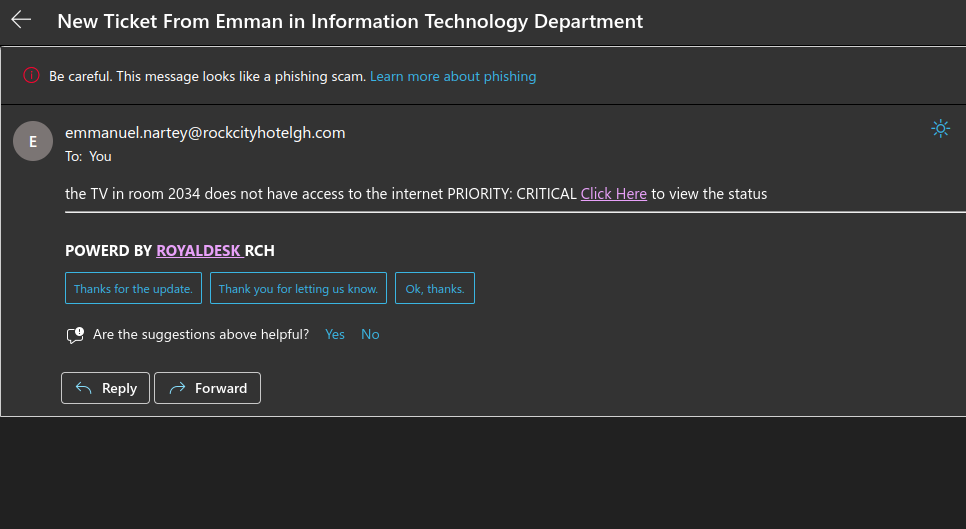 New Ticket From Emman in Information Technology Department
Be careful. This message looks like a phishing scam. Learn more about phishing
E
emmanuel.nartey@rockcityhotelgh.com
To: You
the TV in room 2034 does not have access to the internet PRIORITY: CRITICAL Click Here to view the status
POWERD BY ROYALDESK RCH
Thanks for the update. Thank you for letting us know. Ok, thanks.
Are the suggestions above helpful? Yes No
Reply Forward